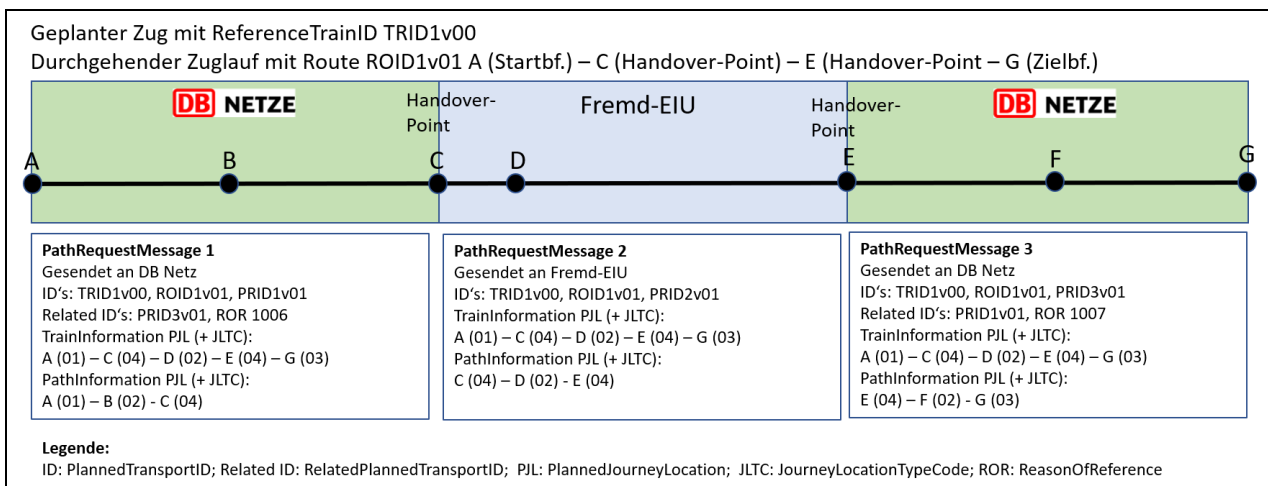 Geplanter Zug mit ReferenceTrainID TRID1v00
Durchgehender Zuglauf mit Route ROID1v01 A (Startbf.) – C (Handover-Point) – E (Handover-Point – G (Zielbf.)
DB NETZE
Handover-
Point
Fremd-EIU
Handover-
Point
DB NETZE
A B C D E F G
PathRequestMessage 1
Gesendet an DB Netz
ID's: TRID1v00, ROID1v01, PRID1v01
Related ID's: PRID3v01, ROR 1006
TrainInformation PJL (+ JLTC):
A (01) – C (04) – D (02) – E (04) – G (03)
PathInformation PJL (+ JLTC):
A (01) – B (02) - C (04)
PathRequestMessage 2
Gesendet an Fremd-EIU
ID's: TRID1v00, ROID1v01, PRID2v01
TrainInformation PJL (+ JLTC):
A (01) – C (04) – D (02) – E (04) – G (03)
PathInformation PJL (+ JLTC):
C (04) – D (02) - E (04)
PathRequestMessage 3
Gesendet an DB Netz
ID's: TRID1v00, ROID1v01, PRID3v01
Related ID's: PRID1v01, ROR 1007
TrainInformation PJL (+ JLTC):
A (01) – C (04) – D (02) – E (04) – G (03)
PathInformation PJL (+ JLTC):
E (04) – F (02) - G (03)
Legende:
ID: PlannedTransportID; Related ID: RelatedPlannedTransportID; PJL: PlannedJourneyLocation; JLTC: JourneyLocationTypeCode; ROR: ReasonOfReference